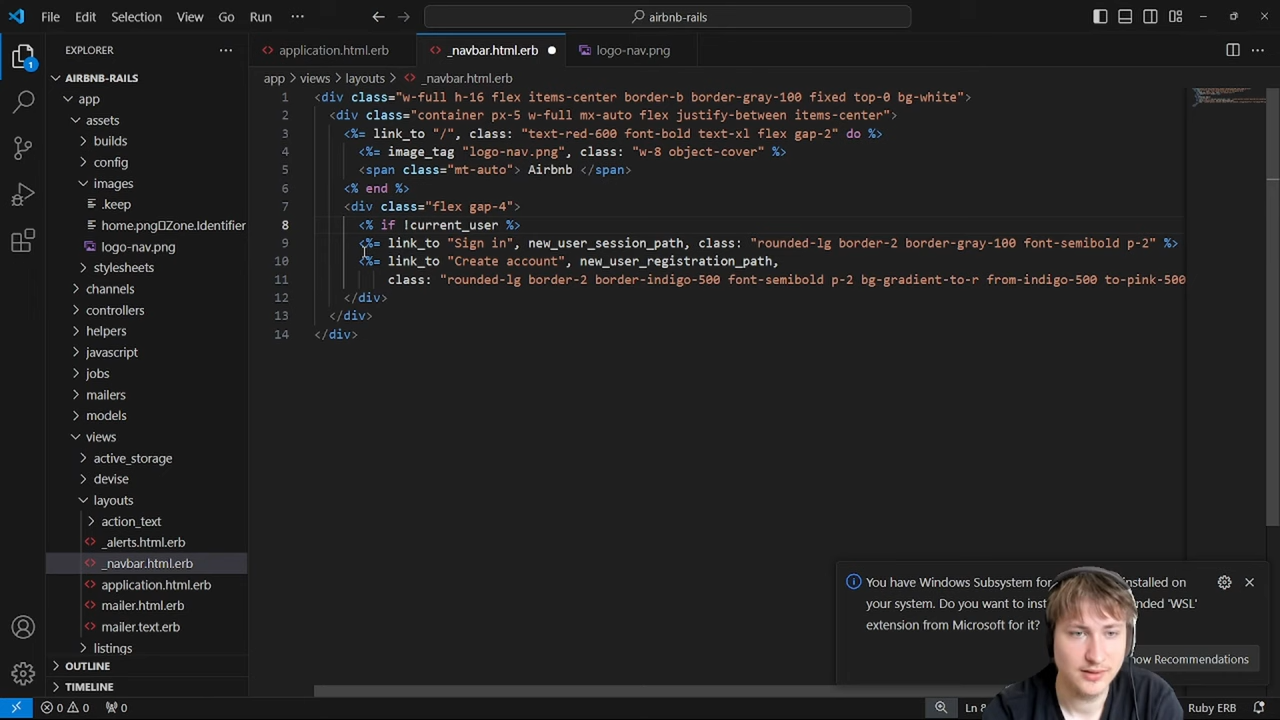 File Edit Selection View Go Run ··· airbnb-rails
EXPLORER ···
application.html.erb _navbar.html.erb logo-nav.png
AIRBNB-RAILS
app > views > layouts > _navbar.html.erb
app
assets
builds
config
images
.keep
home.png Zone.Identifier
logo-nav.png
stylesheets
channels
controllers
helpers
javascript
jobs
mailers
models
views
active_storage
devise
layouts
action_text
_alerts.html.erb
_navbar.html.erb
application.html.erb
mailer.html.erb
mailer.text.erb
listings
OUTLINE
TIMELINE
1 <div class="w-full h-16 flex items-center border-b border-gray-100 fixed top-0 bg-white">
2 <div class="container px-5 w-full mx-auto flex justify-between items-center">
3 <%= link_to "/", class: "text-red-600 font-bold text-xl flex gap-2" do %>
4 <%= image_tag "logo-nav.png", class: "w-8 object-cover" %>
5 <span class="mt-auto"> Airbnb </span>
6 <% end %>
7 <div class="flex gap-4">
8 <% if !current_user %>
9 <%= link_to "Sign in", new_user_session_path, class: "rounded-lg border-2 border-gray-100 font-semibold p-2" %>
10 <%= link_to "Create account", new_user_registration_path,
11 class: "rounded-lg border-2 border-indigo-500 font-semibold p-2 bg-gradient-to-r from-indigo-500 to-pink-500
12 </div>
13 </div>
14 </div>
You have Windows Subsystem for installed on
your system. Do you want to inst nded 'WSL'
extension from Microsoft for it?
how Recommendations
0 0 0 Ln 8 Ruby ERB